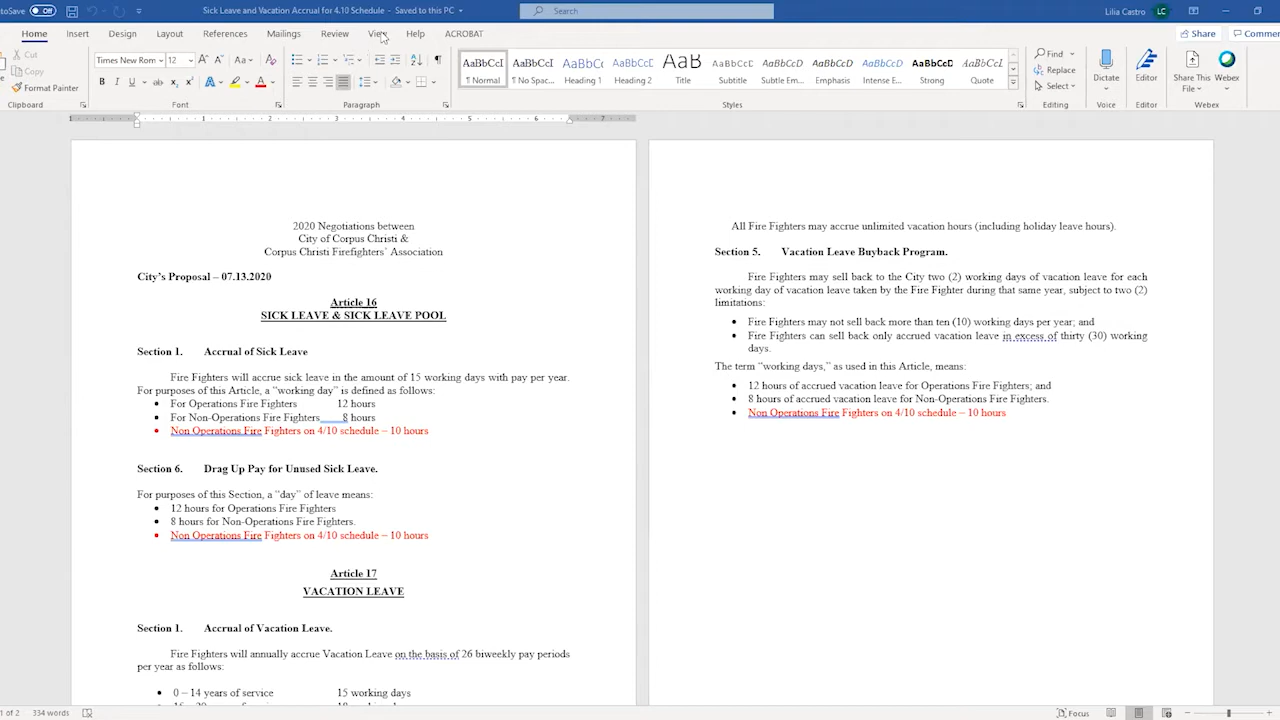 AutoSave Off
Sick Leave and Vacation Accrual for 4.10 Schedule - Saved to this PC
Search
Lilia Castro LC
Home Insert Design Layout References Mailings Review View Help ACROBAT
Share Comments
Cut
Copy
Format Painter
Clipboard
Times New Rom 12
Font
Paragraph
AaBbCcI AaBbCcI AaBbCc AaBbCcD AaB AaBbCcD AaBbCcD AaBbCcD AaBbCcD AaBbCcD AaBbCcI
¶ Normal ¶ No Spac... Heading 1 Heading 2 Title Subtitle Subtle Em... Emphasis Intense E... Strong Quote
Styles
Find
Replace
Select
Editing
Dictate
Voice
Editor
Editor
Share This File
Webex
Webex
2020 Negotiations between
City of Corpus Christi &
Corpus Christi Firefighters' Association
City's Proposal – 07.13.2020
Article 16
SICK LEAVE & SICK LEAVE POOL
Section 1. Accrual of Sick Leave
Fire Fighters will accrue sick leave in the amount of 15 working days with pay per year.
For purposes of this Article, a "working day" is defined as follows:
• For Operations Fire Fighters 12 hours
• For Non-Operations Fire Fighters 8 hours
• Non Operations Fire Fighters on 4/10 schedule – 10 hours
Section 6. Drag Up Pay for Unused Sick Leave.
For purposes of this Section, a "day" of leave means:
• 12 hours for Operations Fire Fighters
• 8 hours for Non-Operations Fire Fighters.
• Non Operations Fire Fighters on 4/10 schedule – 10 hours
Article 17
VACATION LEAVE
Section 1. Accrual of Vacation Leave.
Fire Fighters will annually accrue Vacation Leave on the basis of 26 biweekly pay periods
per year as follows:
• 0 – 14 years of service 15 working days
All Fire Fighters may accrue unlimited vacation hours (including holiday leave hours).
Section 5. Vacation Leave Buyback Program.
Fire Fighters may sell back to the City two (2) working days of vacation leave for each
working day of vacation leave taken by the Fire Fighter during that same year, subject to two (2)
limitations:
• Fire Fighters may not sell back more than ten (10) working days per year; and
• Fire Fighters can sell back only accrued vacation leave in excess of thirty (30) working
days.
The term "working days," as used in this Article, means:
• 12 hours of accrued vacation leave for Operations Fire Fighters; and
• 8 hours of accrued vacation leave for Non-Operations Fire Fighters.
• Non Operations Fire Fighters on 4/10 schedule – 10 hours
1 of 2 334 words
Focus